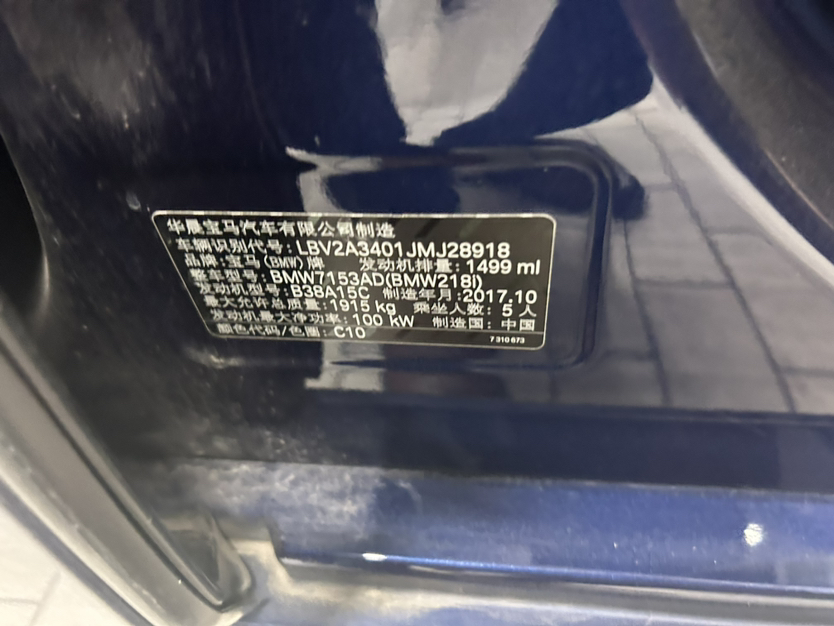 华晨宝马汽车有限公司制造
车辆识别代号：LBV2A3401JMJ28918
品牌：宝马(BMW)牌 发动机排量：1499 ml
整车型号：BMW7153AD(BMW218I)
发动机型号：B38A15C 制造年月：2017.10
最大允许总质量：1915 kg 乘坐人数：5 人
发动机最大净功率：100 kW 制造国：中国
颜色代码/色圈：C10
7 310 673